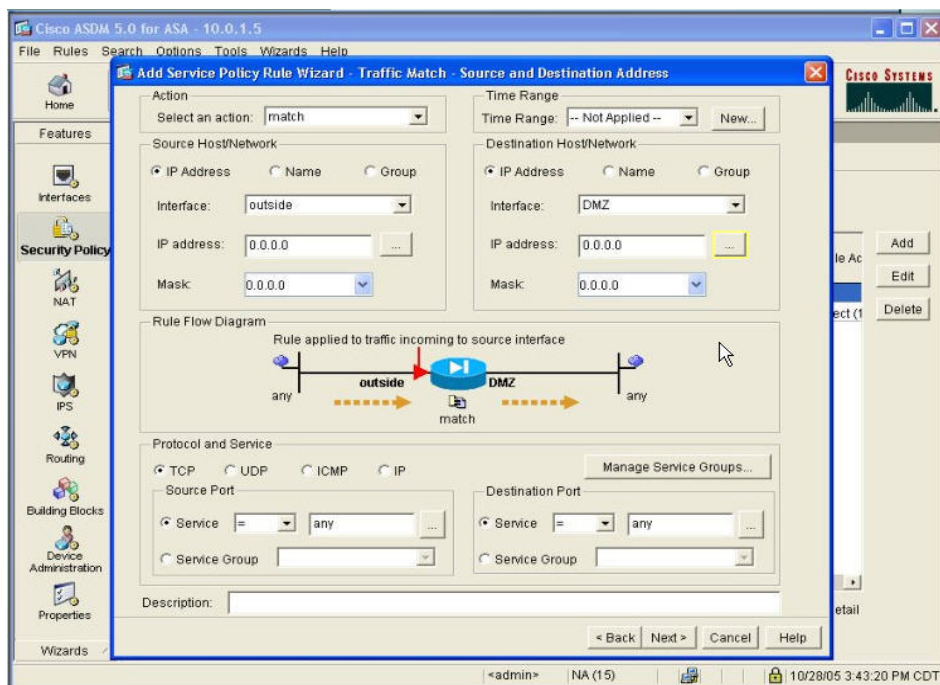 Cisco ASDM 5.0 for ASA - 10.0.1.5
File Rules Search Options Tools Wizards Help
Home
CISCO SYSTEMS
Features
Interfaces
Security Policy
NAT
VPN
IPS
Routing
Building Blocks
Device Administration
Properties
Wizards
Add Service Policy Rule Wizard - Traffic Match - Source and Destination Address
Action
Select an action: match
Time Range
Time Range: -- Not Applied -- New...
Source Host/Network
IP Address Name Group
Interface: outside
IP address: 0.0.0.0 ...
Mask: 0.0.0.0
Destination Host/Network
IP Address Name Group
Interface: DMZ
IP address: 0.0.0.0 ...
Mask: 0.0.0.0
Rule Flow Diagram
Rule applied to traffic incoming to source interface
outside DMZ
any any
match
Protocol and Service
TCP UDP ICMP IP
Manage Service Groups...
Source Port
Service = any ...
Service Group
Destination Port
Service = any ...
Service Group
Description:
< Back Next > Cancel Help
Add
Edit
Delete
le Ac
ect (1
etail
<admin> NA (15) 10/28/05 3:43:20 PM CDT